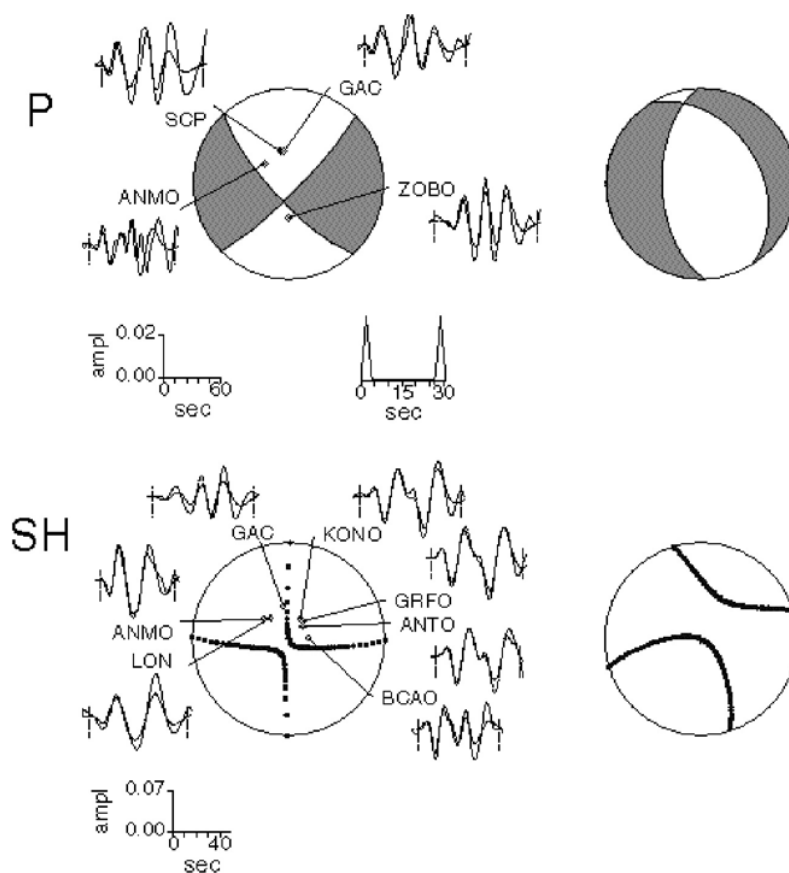 P
GAC
SCP
ANMO
ZOBO
ampl
0.02
0.00
0 60
sec
0 15 30
sec
SH
GAC
KONO
GRFO
ANTO
ANMO
LON
BCAO
ampl
0.07
0.00
0 40
sec